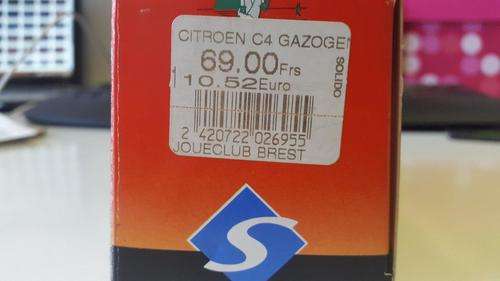 CITROEN C4 GAZOGE
69.00Frs
10.52Euro
SOLIDO
2 420722 026955
JOUECLUB BREST
S